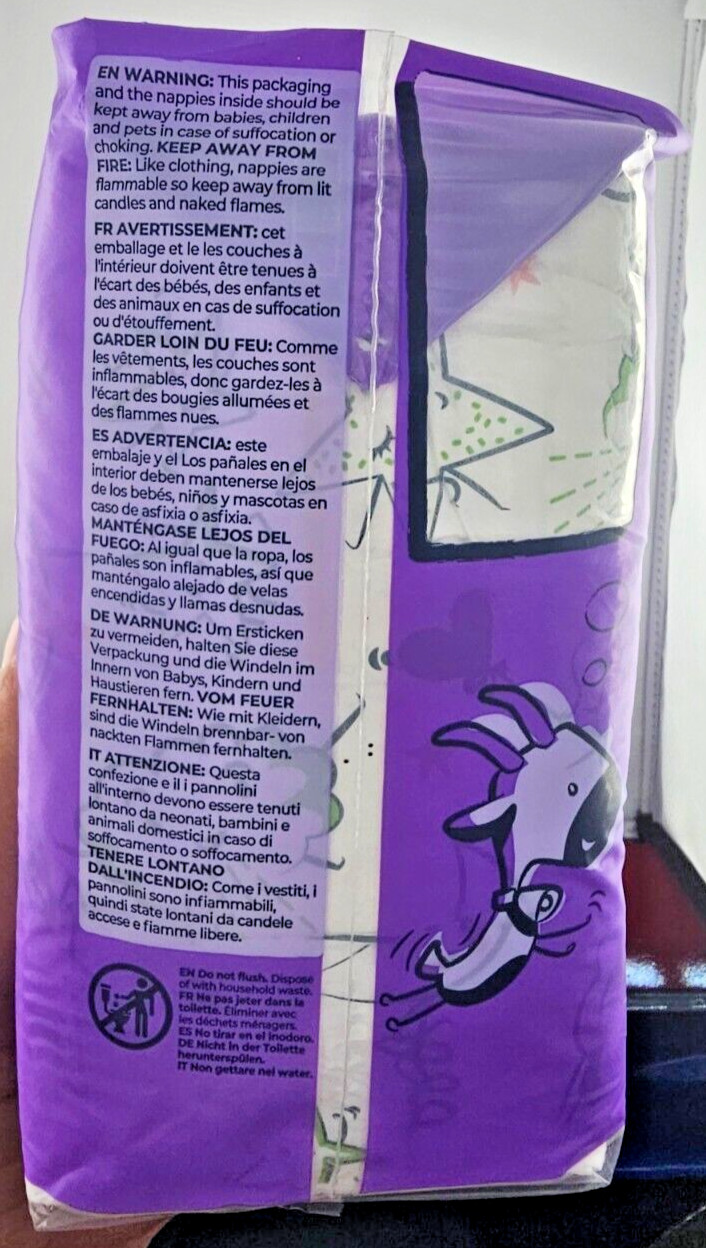 EN WARNING: This packaging
and the nappies inside should be
kept away from babies, children
and pets in case of suffocation or
choking. KEEP AWAY FROM
FIRE: Like clothing, nappies are
flammable so keep away from lit
candles and naked flames.
FR AVERTISSEMENT: cet
emballage et le les couches à
l'intérieur doivent être tenues à
l'écart des bébés, des enfants et
des animaux en cas de suffocation
ou d'étouffement.
GARDER LOIN DU FEU: Comme
les vêtements, les couches sont
inflammables, donc gardez-les à
l'écart des bougies allumées et
des flammes nues.
ES ADVERTENCIA: este
embalaje y el Los pañales en el
interior deben mantenerse lejos
de los bebés, niños y mascotas en
caso de asfixia o asfixia.
MANTÉNGASE LEJOS DEL
FUEGO: Al igual que la ropa, los
pañales son inflamables, así que
manténgalo alejado de velas
encendidas y llamas desnudas.
DE WARNUNG: Um Ersticken
zu vermeiden, halten Sie diese
Verpackung und die Windeln im
Innern von Babys, Kindern und
Haustieren fern. VOM FEUER
FERNHALTEN: Wie mit Kleidern,
sind die Windeln brennbar- von
nackten Flammen fernhalten.
IT ATTENZIONE: Questa
confezione e il i pannolini
all'interno devono essere tenuti
lontano da neonati, bambini e
animali domestici in caso di
soffocamento o soffocamento.
TENERE LONTANO
DALL'INCENDIO: Come i vestiti, i
pannolini sono infiammabili,
quindi state lontani da candele
accese e fiamme libere.
EN Do not flush. Dispose
of with household waste.
FR Ne pas jeter dans la
toilette. Éliminer avec
les déchets ménagers.
ES No tirar en el inodoro.
DE Nicht in der Toilette
herunterspülen.
IT Non gettare nel water.